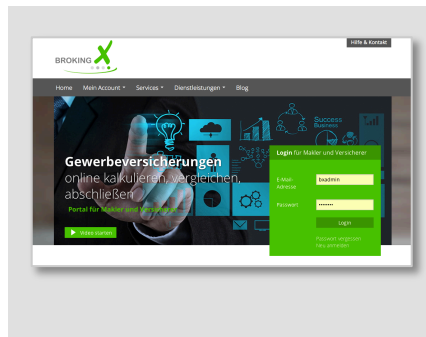 Hilfe & Kontakt
BROKING X
Home Mein Account Services Dienstleistungen Blog
Success
Business
Gewerbeversicherungen
online kalkulieren, vergleichen,
abschließen
Portal für Makler und Versicherer
Video starten
Login für Makler und Versicherer
E-Mail-
Adresse
bxadmin
Passwort
••••••••
Login
Passwort vergessen
Neu anmelden